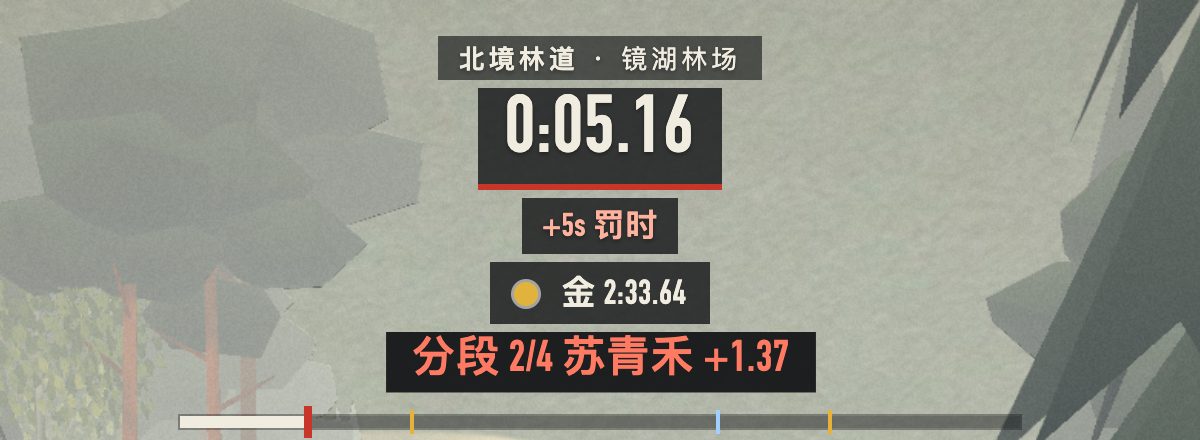 北境林道 · 镜湖林场
0:05.16
+5s 罚时
金 2:33.64
分段 2/4 苏青禾 +1.37